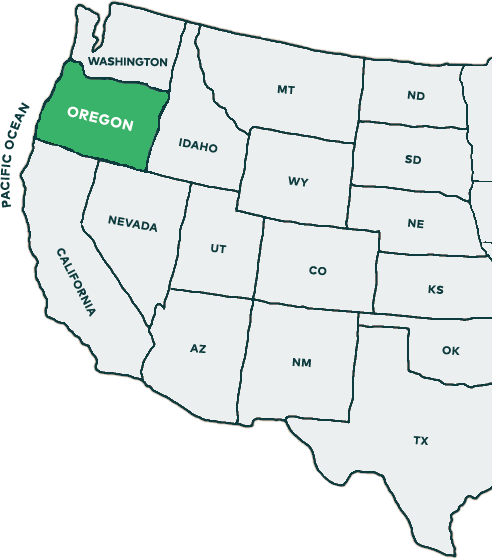 WASHINGTON
MT
ND
OREGON
PACIFIC OCEAN
IDAHO
SD
WY
NEVADA
NE
UT
CO
CALIFORNIA
KS
AZ
NM
OK
TX